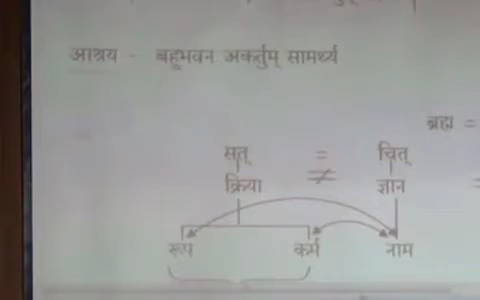 आश्रय - बहुभवन अकर्तुम् सामर्थ्य
ब्रह्म =
सत् = चित्
क्रिया ≠ ज्ञान =
रूप कर्म नाम